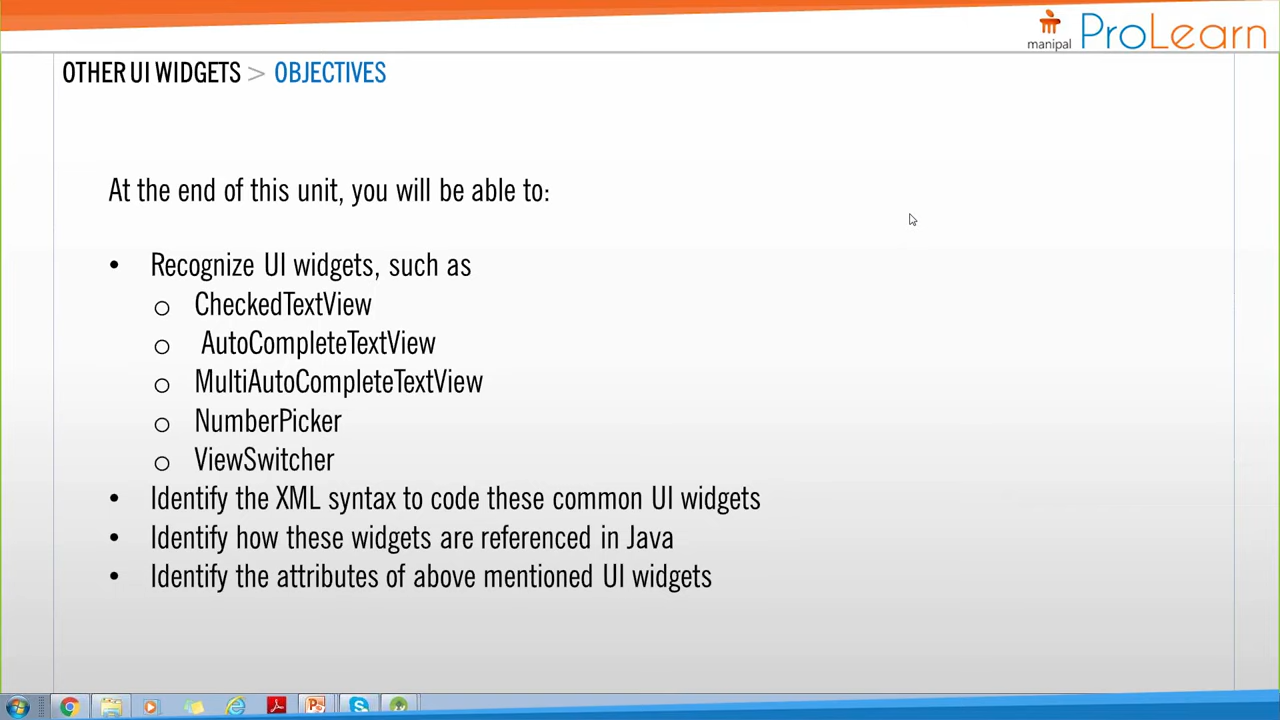 manipal ProLearn
OTHER UI WIDGETS > OBJECTIVES
At the end of this unit, you will be able to:
• Recognize UI widgets, such as
o CheckedTextView
o AutoCompleteTextView
o MultiAutoCompleteTextView
o NumberPicker
o ViewSwitcher
• Identify the XML syntax to code these common UI widgets
• Identify how these widgets are referenced in Java
• Identify the attributes of above mentioned UI widgets